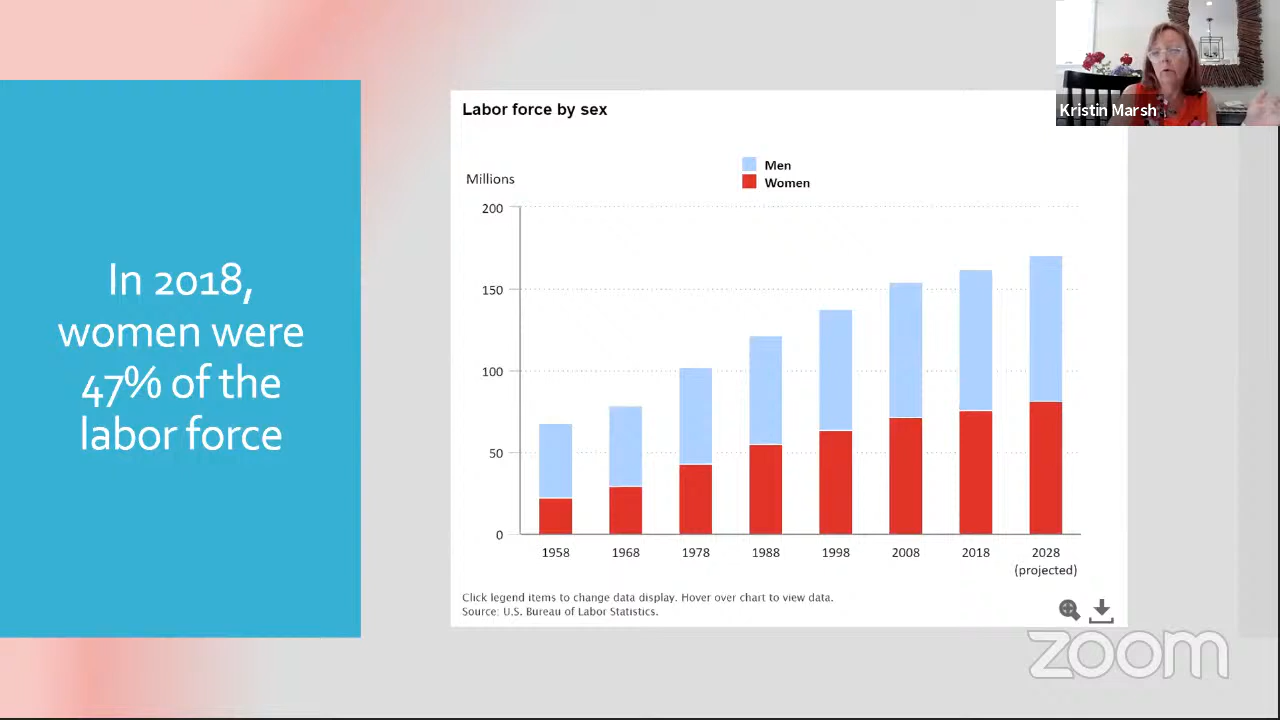 In 2018,
women were
47% of the
labor force
Labor force by sex
Men
Women
Millions
200
150
100
50
0
1958 1968 1978 1988 1998 2008 2018 2028
(projected)
Click legend items to change data display. Hover over chart to view data.
Source: U.S. Bureau of Labor Statistics.
Kristin Marsh
zoom